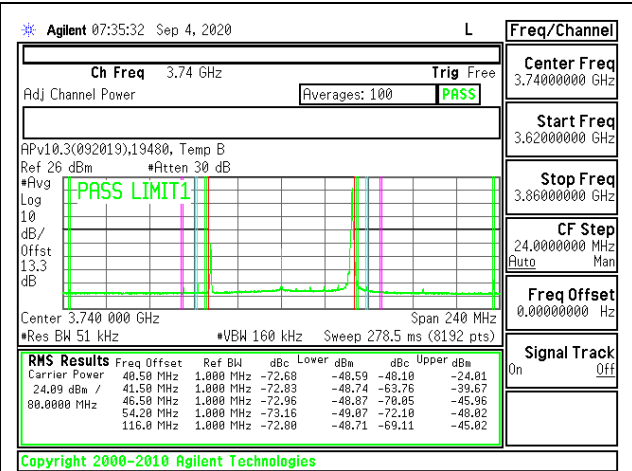 Agilent 07:35:32 Sep 4, 2020 L
Freq/Channel
Ch Freq 3.74 GHz Trig Free
Adj Channel Power Averages: 100 PASS
APv10.3(092019),19480, Temp B
Ref 26 dBm #Atten 30 dB
#Avg
Log
10
dB/
Offst
13.3
dB
PASS LIMIT1
Center 3.740 000 GHz Span 240 MHz
#Res BW 51 kHz #VBW 160 kHz Sweep 278.5 ms (8192 pts)
RMS Results Freq Offset Ref BW dBc Lower dBm dBc Upper dBm
Carrier Power 40.50 MHz 1.000 MHz -72.68 -48.59 -48.10 -24.01
24.09 dBm / 41.50 MHz 1.000 MHz -72.83 -48.74 -63.76 -39.67
80.0000 MHz 46.50 MHz 1.000 MHz -72.96 -48.87 -70.05 -45.96
54.20 MHz 1.000 MHz -73.16 -49.07 -72.10 -48.02
116.0 MHz 1.000 MHz -72.80 -48.71 -69.11 -45.02
Copyright 2000-2010 Agilent Technologies
Center Freq
3.74000000 GHz
Start Freq
3.62000000 GHz
Stop Freq
3.86000000 GHz
CF Step
24.0000000 MHz
Auto Man
Freq Offset
0.00000000 Hz
Signal Track
On Off